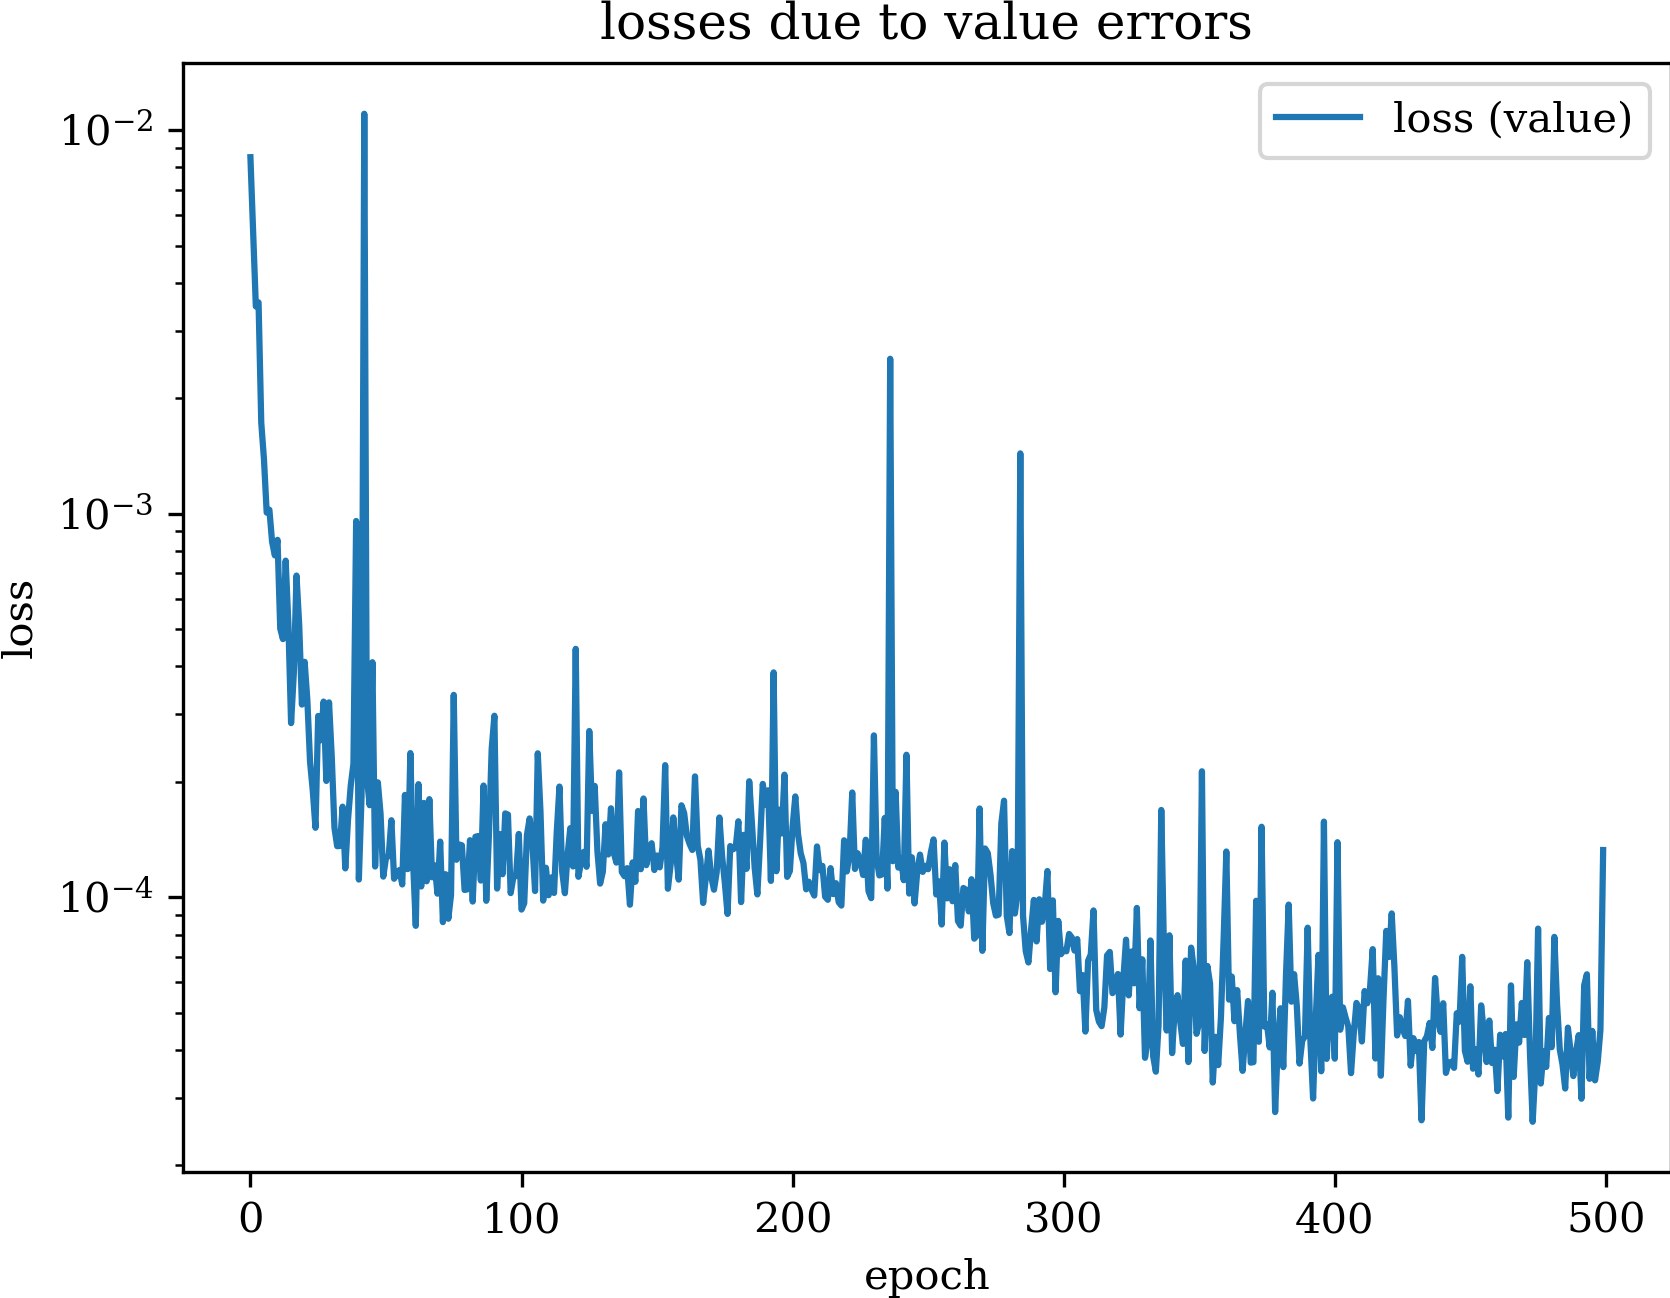 losses due to value errors
loss (value)
10⁻²
10⁻³
10⁻⁴
loss
0 100 200 300 400 500
epoch